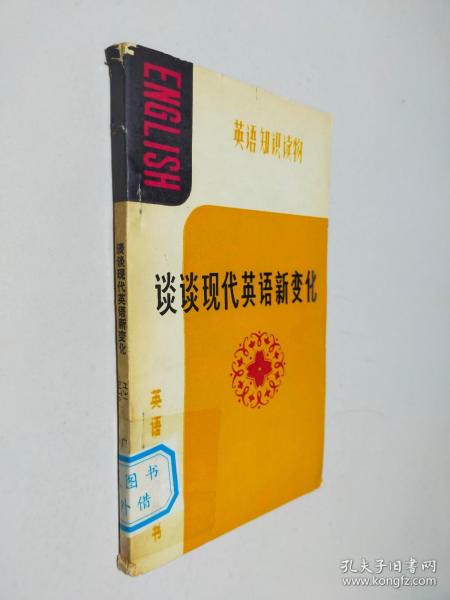 ENGLISH
英语知识读物
谈谈现代英语新变化
英语
书
谈谈现代英语新变化
图书
外借
孔夫子旧书网
www.kongfz.com